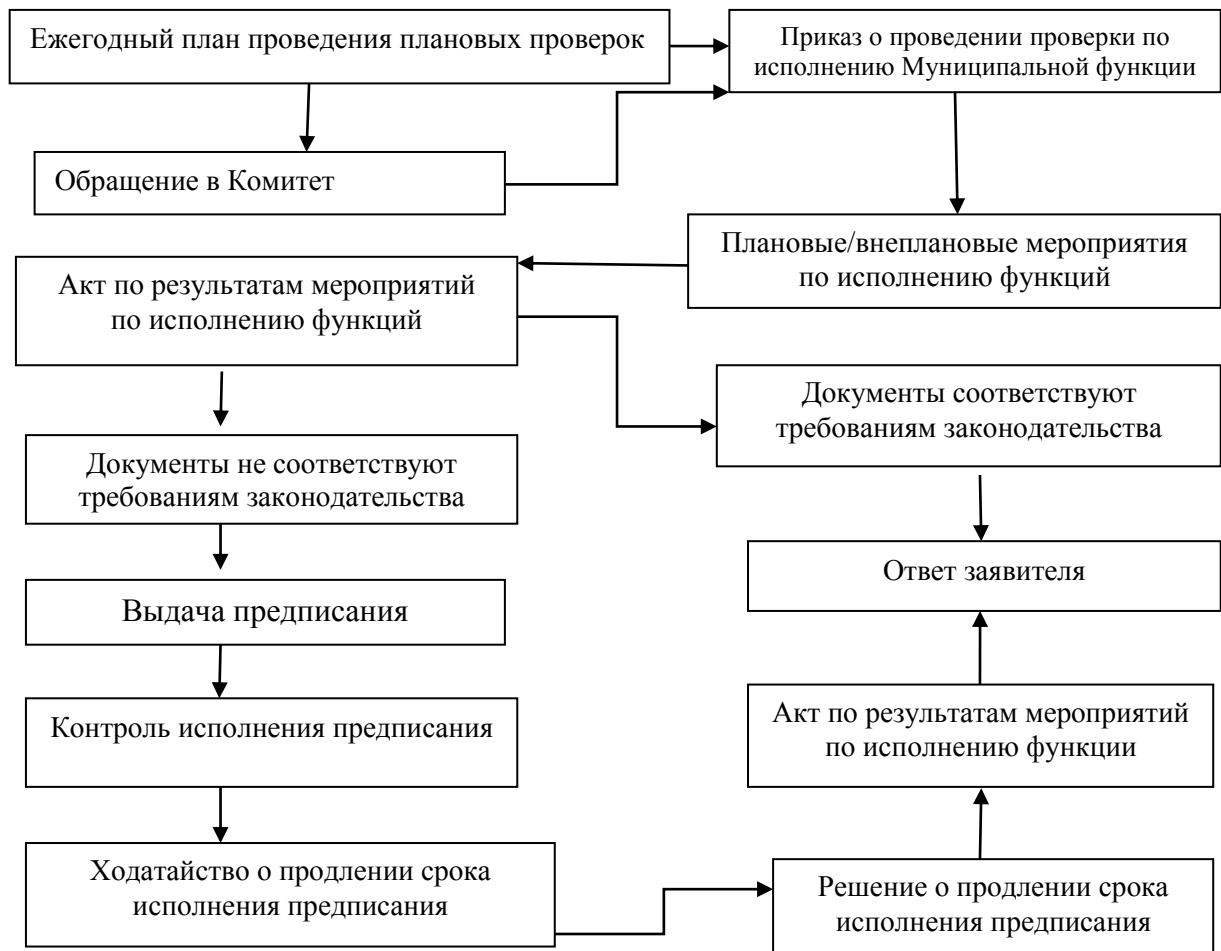 Ежегодный план проведения плановых проверок
Приказ о проведении проверки по
исполнению Муниципальной функции
Обращение в Комитет
Плановые/внеплановые мероприятия
по исполнению функций
Акт по результатам мероприятий
по исполнению функций
Документы соответствуют
требованиям законодательства
Документы не соответствуют
требованиям законодательства
Ответ заявителя
Выдача предписания
Акт по результатам мероприятий
по исполнению функции
Контроль исполнения предписания
Ходатайство о продлении срока
исполнения предписания
Решение о продлении срока
исполнения предписания